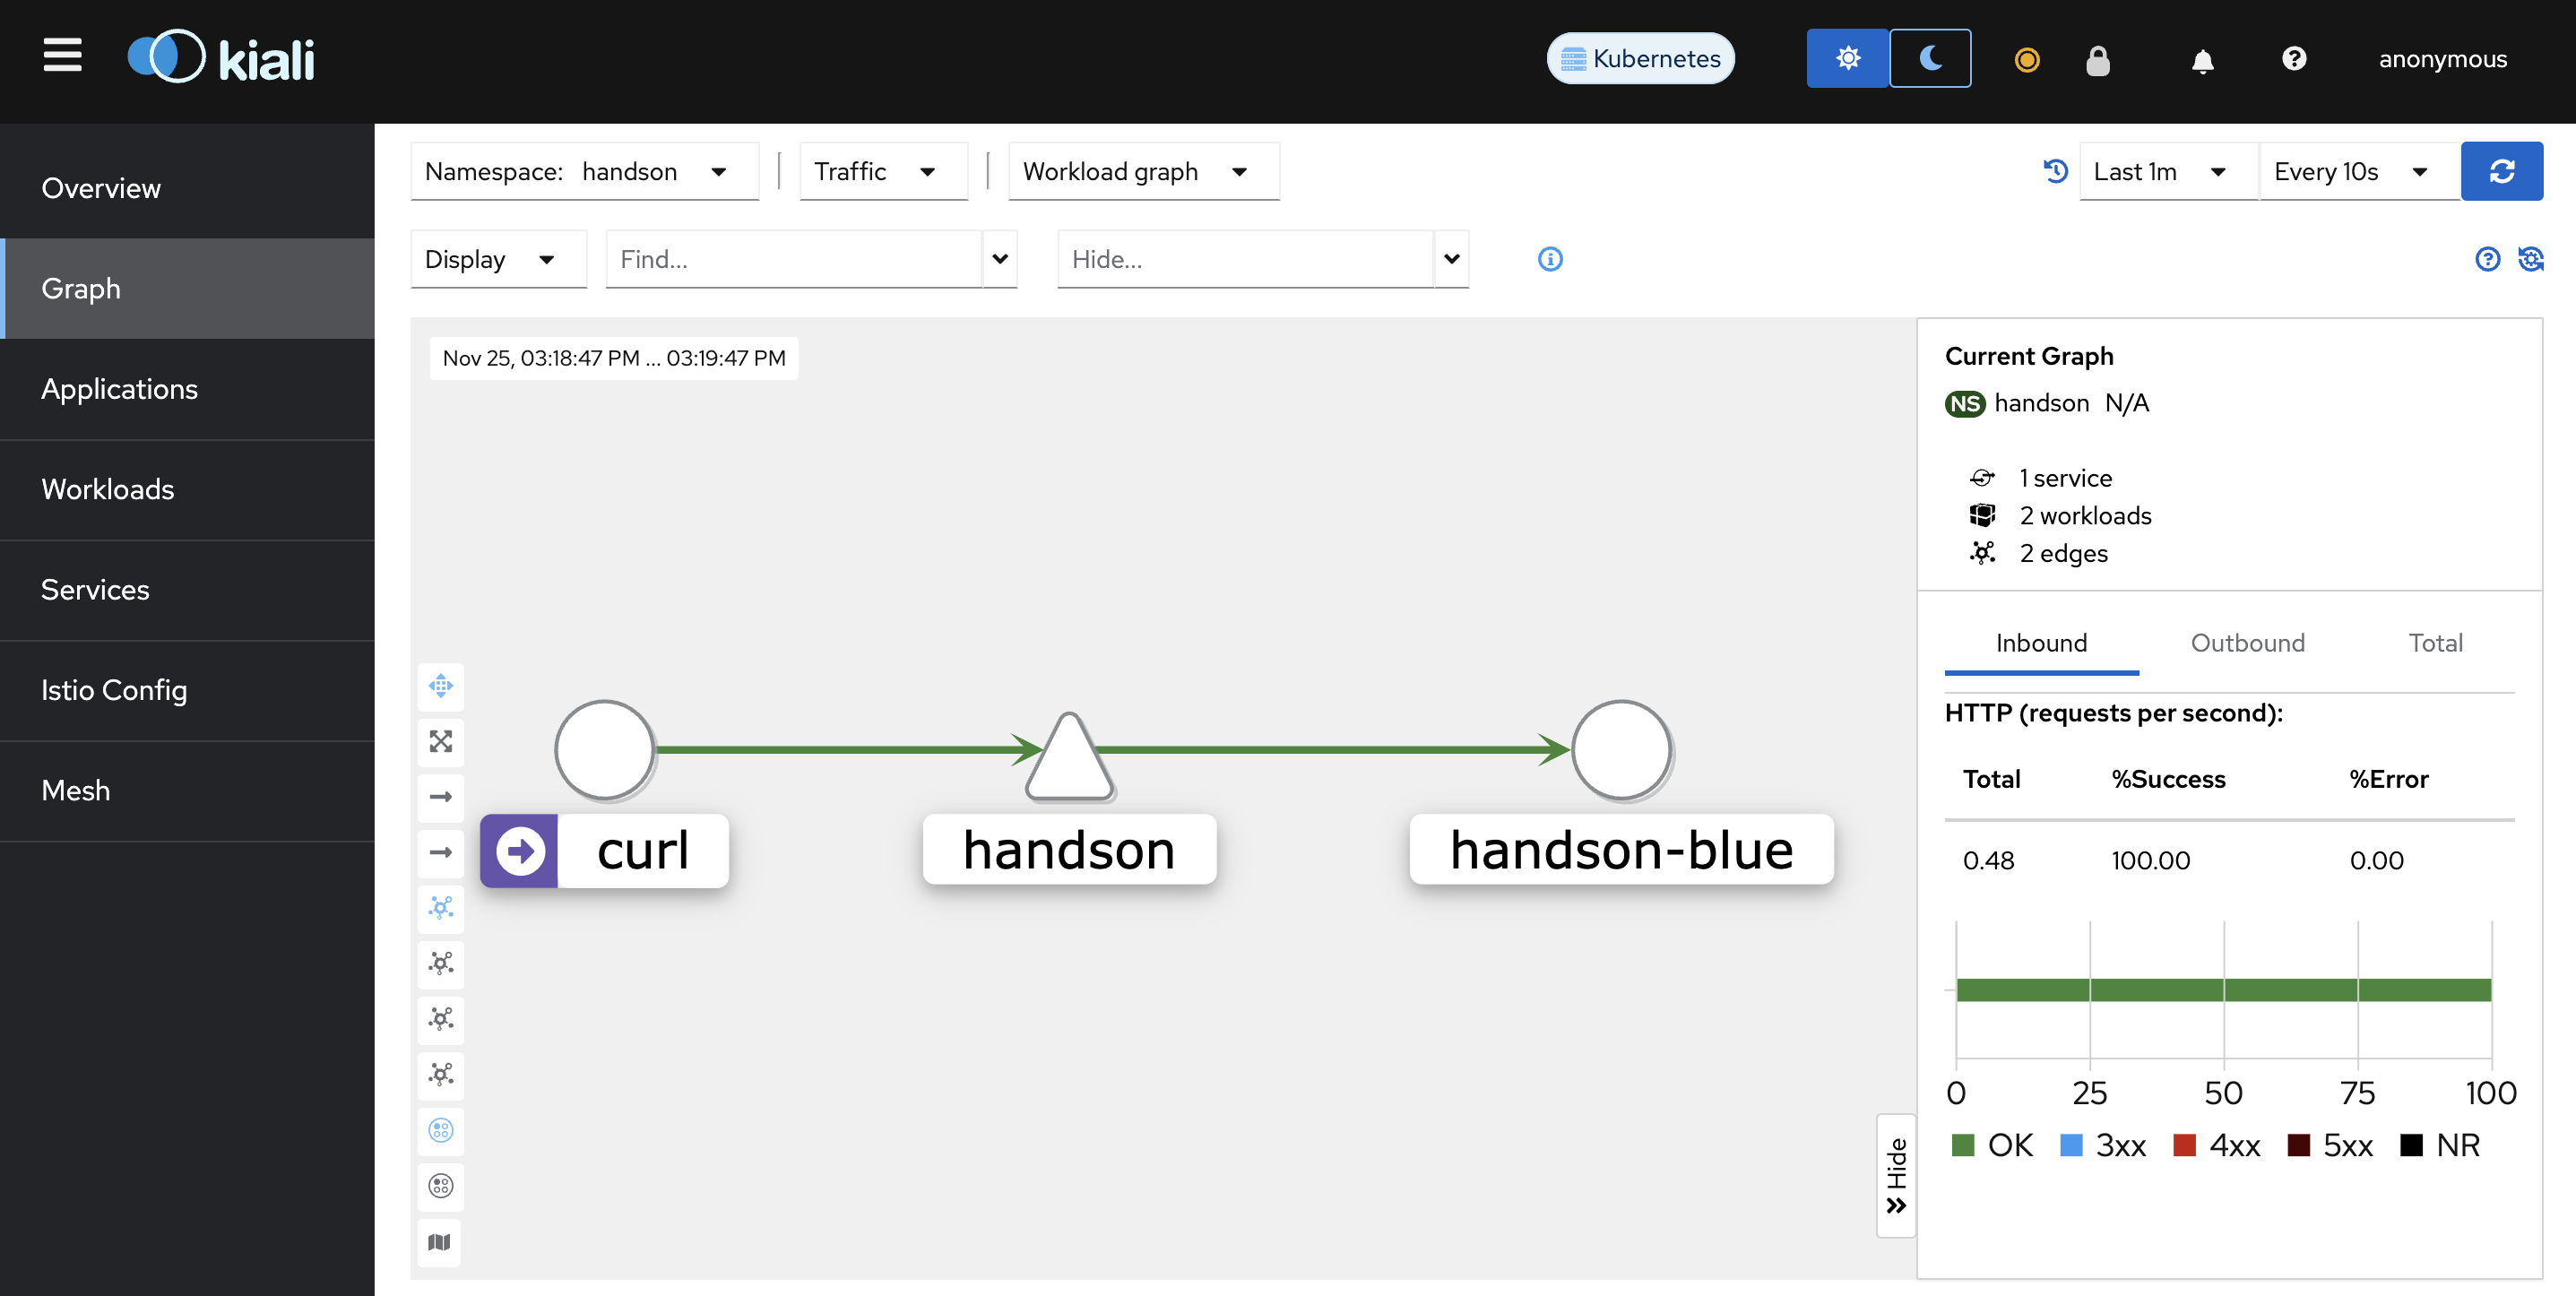 kiali
Kubernetes
anonymous
Overview
Graph
Applications
Workloads
Services
Istio Config
Mesh
Namespace: handson
Traffic
Workload graph
Last 1m
Every 10s
Display
Find...
Hide...
Nov 25, 03:18:47 PM ... 03:19:47 PM
curl
handson
handson-blue
Hide
Current Graph
NS handson N/A
1 service
2 workloads
2 edges
Inbound Outbound Total
HTTP (requests per second):
Total %Success %Error
0.48 100.00 0.00
0 25 50 75 100
OK 3xx 4xx 5xx NR